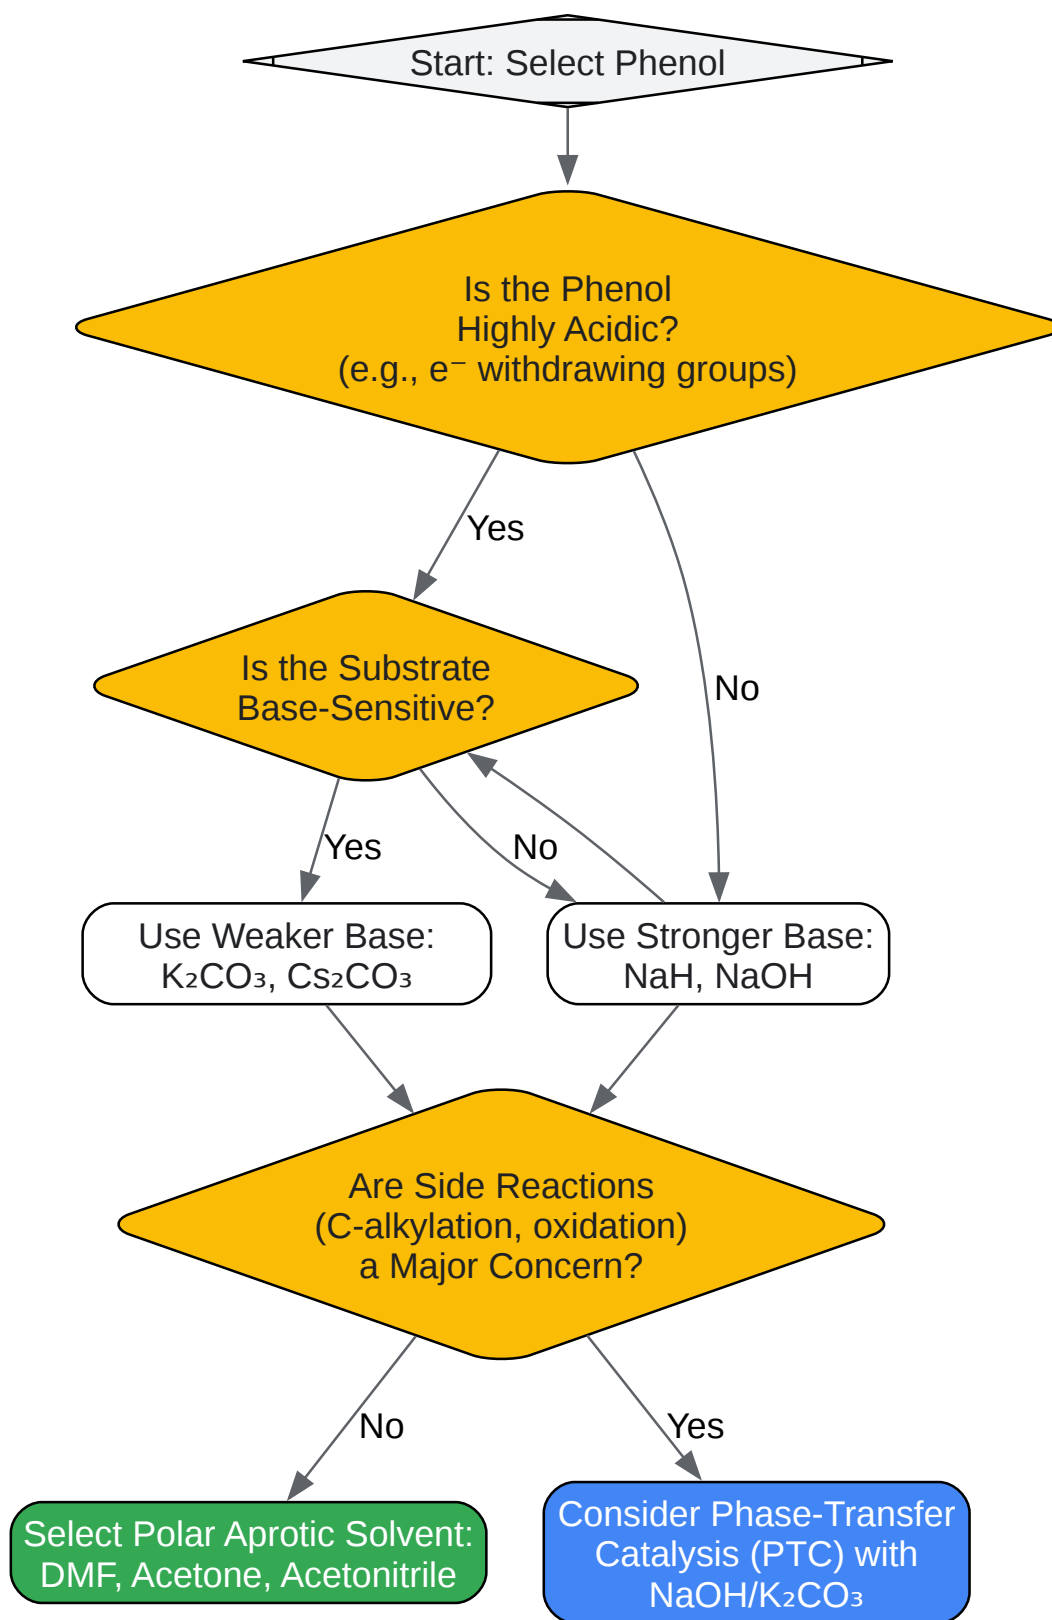 Start: Select Phenol
Is the Phenol
Highly Acidic?
(e.g., e⁻ withdrawing groups)
Yes
No
Is the Substrate
Base-Sensitive?
Yes
No
Use Weaker Base:
K₂CO₃, Cs₂CO₃
Use Stronger Base:
NaH, NaOH
Are Side Reactions
(C-alkylation, oxidation)
a Major Concern?
No
Yes
Select Polar Aprotic Solvent:
DMF, Acetone, Acetonitrile
Consider Phase-Transfer
Catalysis (PTC) with
NaOH/K₂CO₃